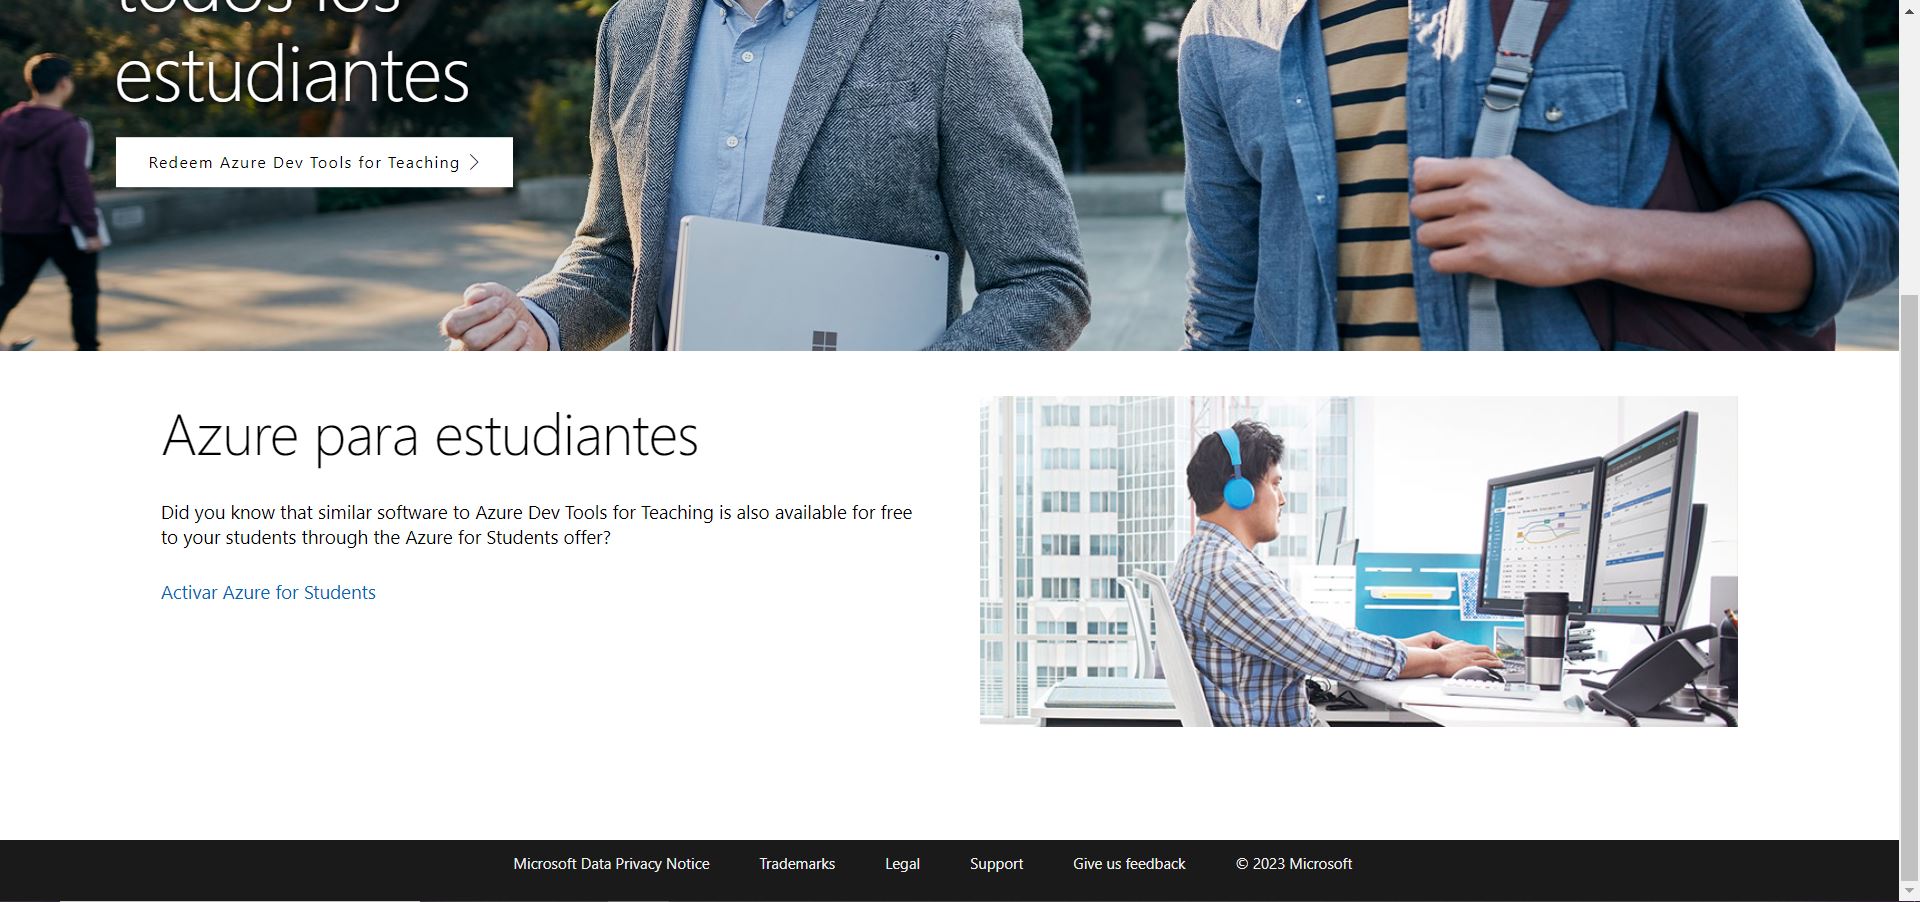 todos los
estudiantes
Redeem Azure Dev Tools for Teaching
Azure para estudiantes
Did you know that similar software to Azure Dev Tools for Teaching is also available for free
to your students through the Azure for Students offer?
Activar Azure for Students
Microsoft Data Privacy Notice
Trademarks
Legal
Support
Give us feedback
© 2023 Microsoft